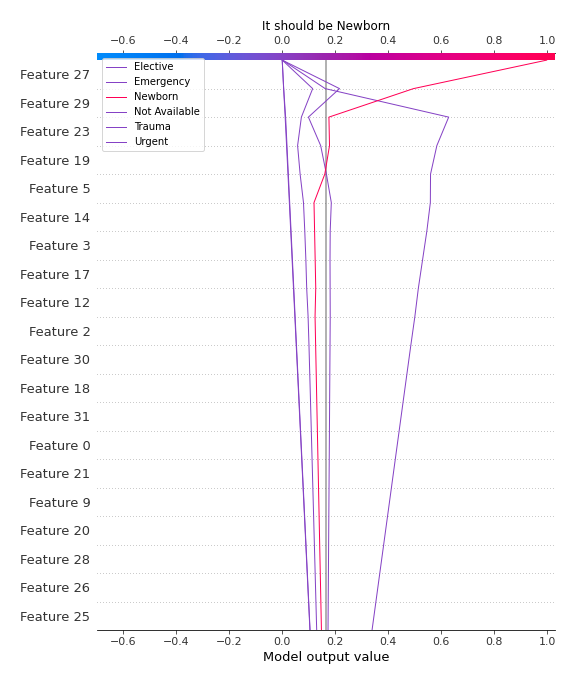 It should be Newborn
−0.6 −0.4 −0.2 0.0 0.2 0.4 0.6 0.8 1.0
Elective
Emergency
Newborn
Not Available
Trauma
Urgent
Feature 27
Feature 29
Feature 23
Feature 19
Feature 5
Feature 14
Feature 3
Feature 17
Feature 12
Feature 2
Feature 30
Feature 18
Feature 31
Feature 0
Feature 21
Feature 9
Feature 20
Feature 28
Feature 26
Feature 25
−0.6 −0.4 −0.2 0.0 0.2 0.4 0.6 0.8 1.0
Model output value